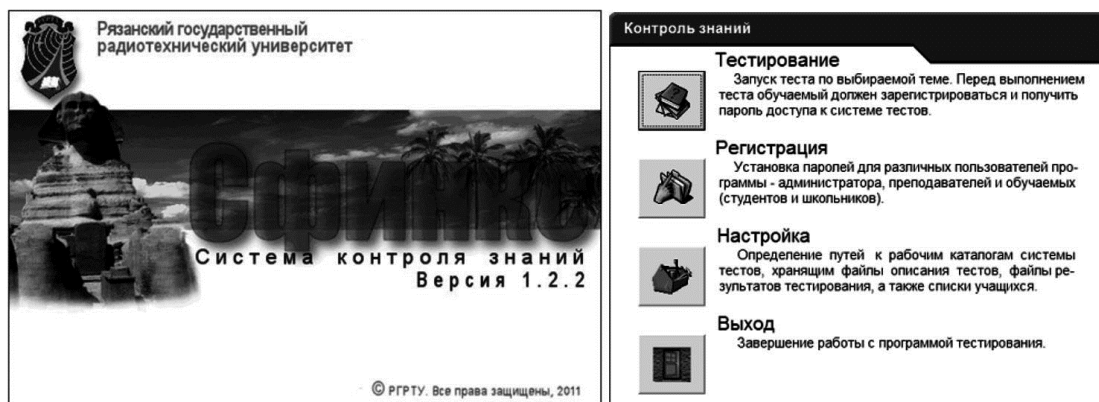 Рязанский государственный
радиотехнический университет
Сфинкс
Система контроля знаний
Версия 1.2.2
© РГРТУ. Все права защищены, 2011
Контроль знаний
Тестирование
Запуск теста по выбираемой теме. Перед выполнением
теста обучаемый должен зарегистрироваться и получить
пароль доступа к системе тестов.
Регистрация
Установка паролей для различных пользователей про-
граммы - администратора, преподавателей и обучаемых
(студентов и школьников).
Настройка
Определение путей к рабочим каталогам системы
тестов, хранящим файлы описания тестов, файлы ре-
зультатов тестирования, а также списки учащихся.
Выход
Завершение работы с программой тестирования.